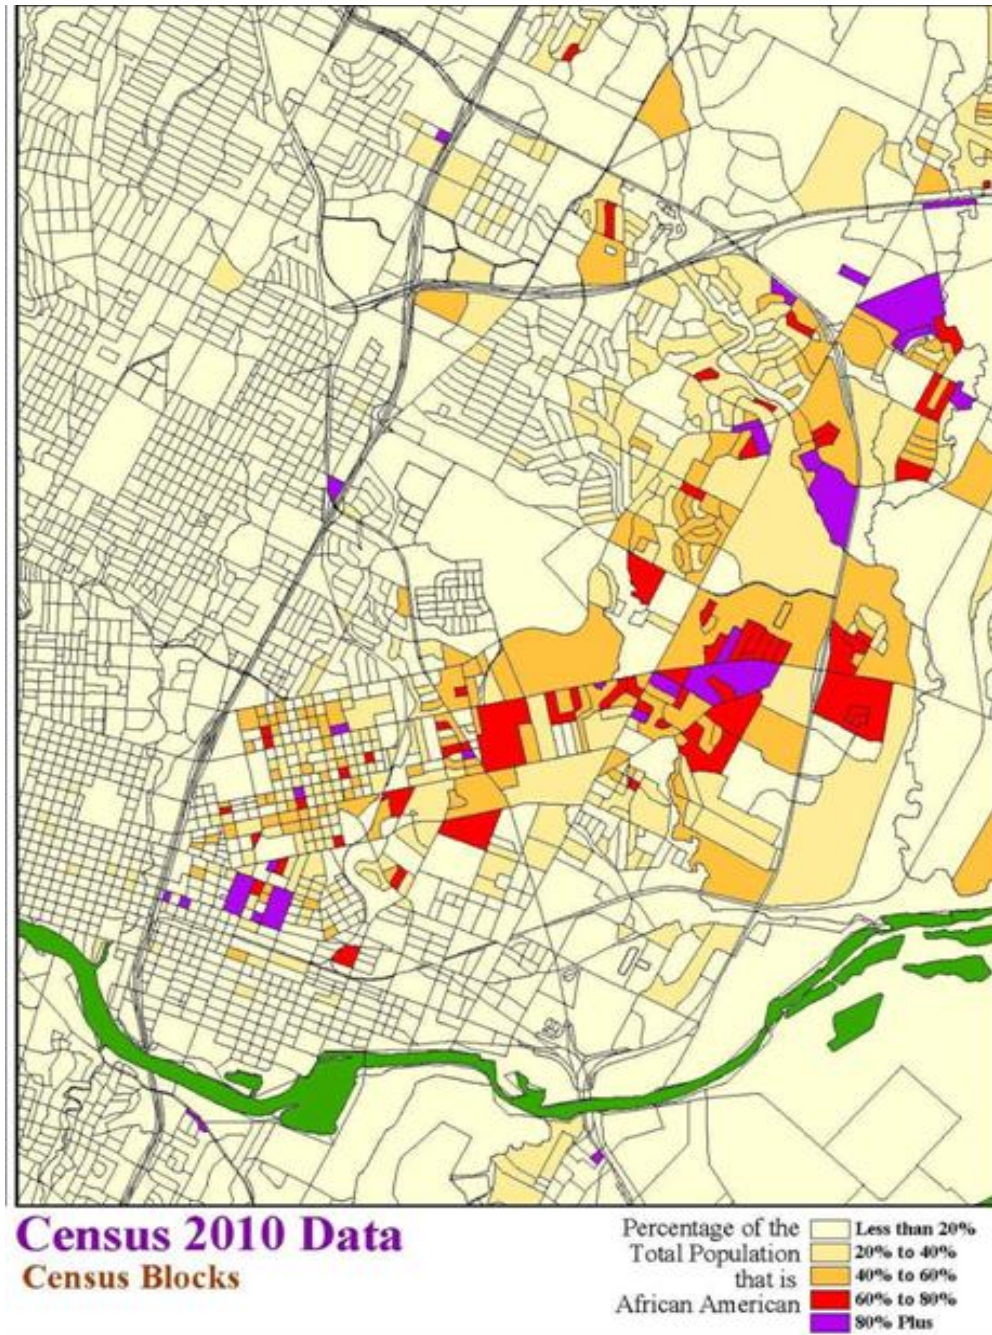 Census 2010 Data
Census Blocks
Percentage of the
Total Population
that is
African American
Less than 20%
20% to 40%
40% to 60%
60% to 80%
80% Plus